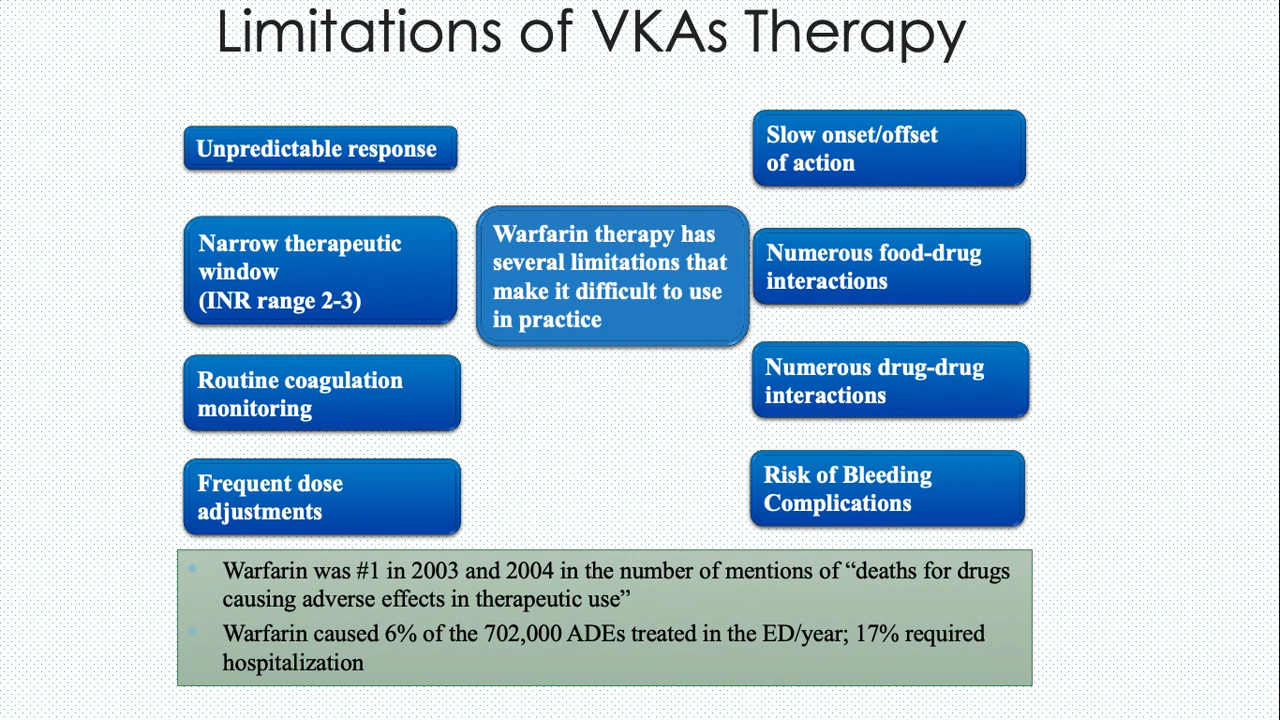 Limitations of VKAs Therapy
Unpredictable response
Narrow therapeutic
window
(INR range 2-3)
Routine coagulation
monitoring
Frequent dose
adjustments
Warfarin therapy has
several limitations that
make it difficult to use
in practice
Slow onset/offset
of action
Numerous food-drug
interactions
Numerous drug-drug
interactions
Risk of Bleeding
Complications
Warfarin was #1 in 2003 and 2004 in the number of mentions of “deaths for drugs
causing adverse effects in therapeutic use”
Warfarin caused 6% of the 702,000 ADEs treated in the ED/year; 17% required
hospitalization